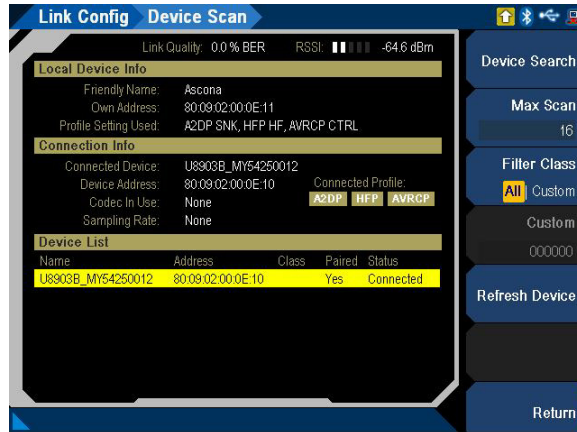 Link Config Device Scan
Link Quality: 0.0 % BER RSSI: -64.6 dBm
Local Device Info
Friendly Name: Ascona
Own Address: 80:09:02:00:0E:11
Profile Setting Used: A2DP SNK, HFP HF, AVRCP CTRL
Connection Info
Connected Device: U8903B_MY54250012
Device Address: 80:09:02:00:0E:10 Connected Profile:
Codec In Use: None A2DP HFP AVRCP
Sampling Rate: None
Device List
Name Address Class Paired Status
U8903B_MY54250012 80:09:02:00:0E:10 Yes Connected
Device Search
Max Scan
16
Filter Class
All | Custom
Custom
000000
Refresh Device
Return